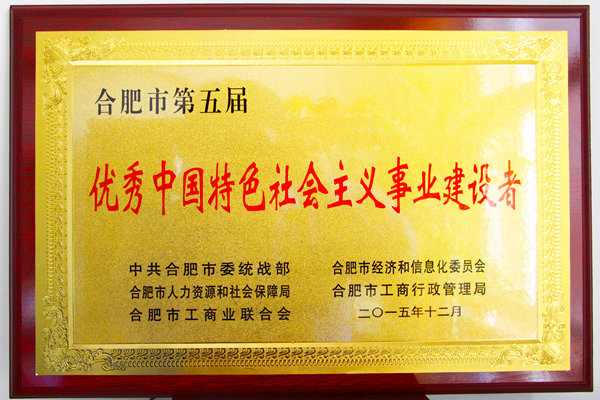 合肥市第五届
优秀中国特色社会主义事业建设者
中共合肥市委统战部
合肥市经济和信息化委员会
合肥市人力资源和社会保障局
合肥市工商行政管理局
合肥市工商业联合会
二〇一五年十二月